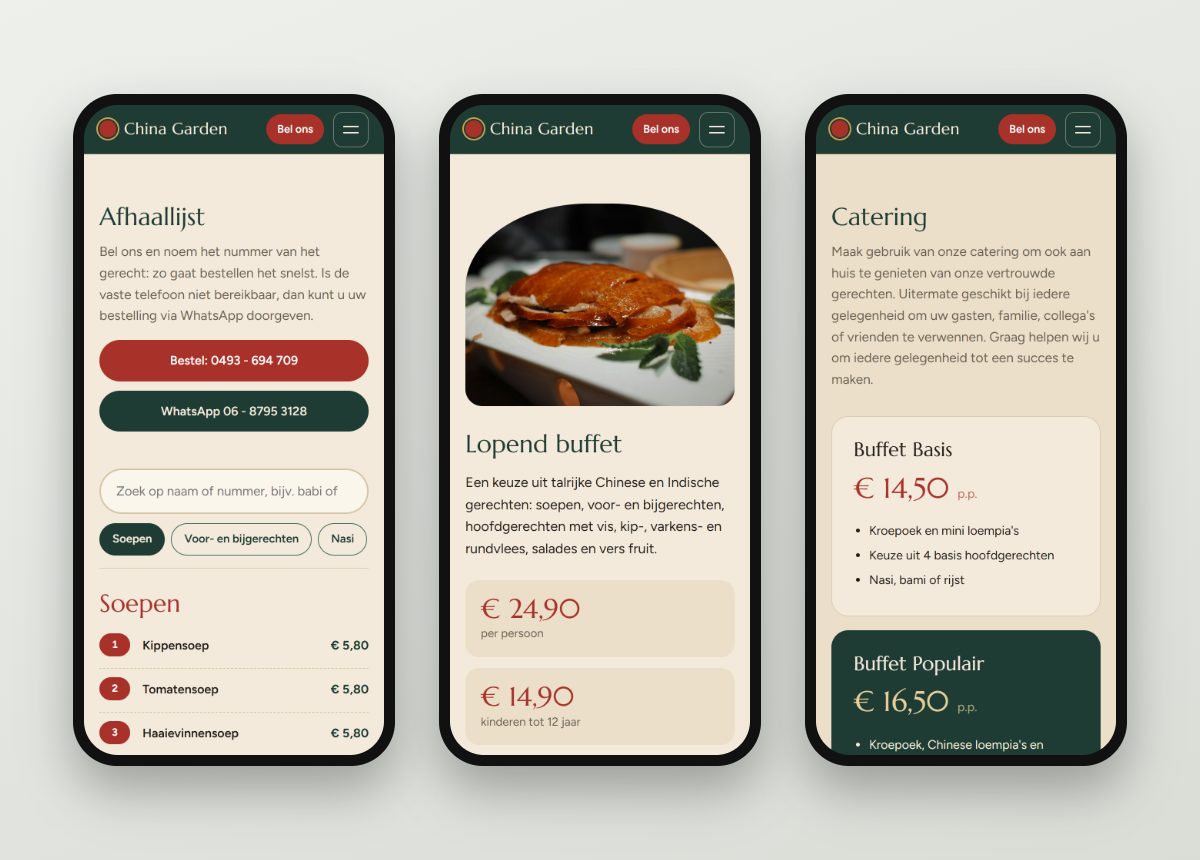 China Garden
Bel ons
Afhaallijst
Bel ons en noem het nummer van het
gerecht: zo gaat bestellen het snelst. Is de
vaste telefoon niet bereikbaar, dan kunt u uw
bestelling via WhatsApp doorgeven.
Bestel: 0493 - 694 709
WhatsApp 06 - 8795 3128
Zoek op naam of nummer, bijv. babi of
Soepen
Voor- en bijgerechten
Nasi
Soepen
1 Kippensoep € 5,80
2 Tomatensoep € 5,80
3 Haaievinnensoep € 5,80
China Garden
Bel ons
Lopend buffet
Een keuze uit talrijke Chinese en Indische
gerechten: soepen, voor- en bijgerechten,
hoofdgerechten met vis, kip-, varkens- en
rundvlees, salades en vers fruit.
€ 24,90
per persoon
€ 14,90
kinderen tot 12 jaar
China Garden
Bel ons
Catering
Maak gebruik van onze catering om ook aan
huis te genieten van onze vertrouwde
gerechten. Uitermate geschikt bij iedere
gelegenheid om uw gasten, familie, collega's
of vrienden te verwennen. Graag helpen wij u
om iedere gelegenheid tot een succes te
maken.
Buffet Basis
€ 14,50 p.p.
• Kroepoek en mini loempia's
• Keuze uit 4 basis hoofdgerechten
• Nasi, bami of rijst
Buffet Populair
€ 16,50 p.p.
• Kroepoek, Chinese loempia's en